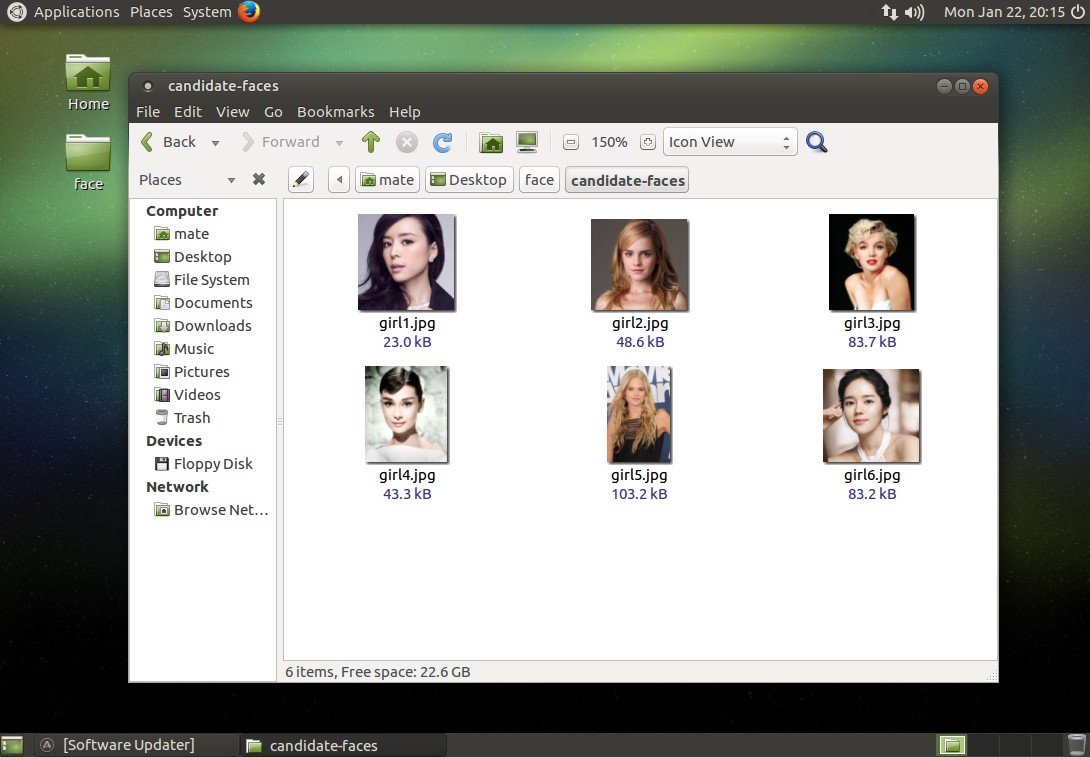 Applications Places System
Mon Jan 22, 20:15
Home
face
candidate-faces
File Edit View Go Bookmarks Help
Back Forward 150% Icon View
Places mate Desktop face candidate-faces
Computer
mate
Desktop
File System
Documents
Downloads
Music
Pictures
Videos
Trash
Devices
Floppy Disk
Network
Browse Net...
girl1.jpg
23.0 kB
girl2.jpg
48.6 kB
girl3.jpg
83.7 kB
girl4.jpg
43.3 kB
girl5.jpg
103.2 kB
girl6.jpg
83.2 kB
6 items, Free space: 22.6 GB
[Software Updater] candidate-faces